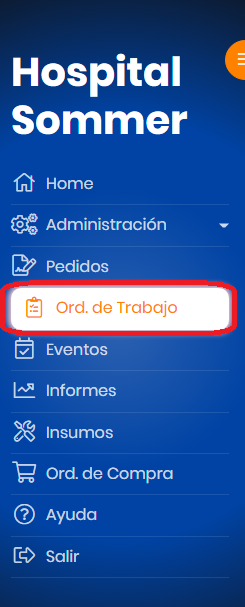 Hospital
Sommer
Home
Administración
Pedidos
Ord. de Trabajo
Eventos
Informes
Insumos
Ord. de Compra
Ayuda
Salir